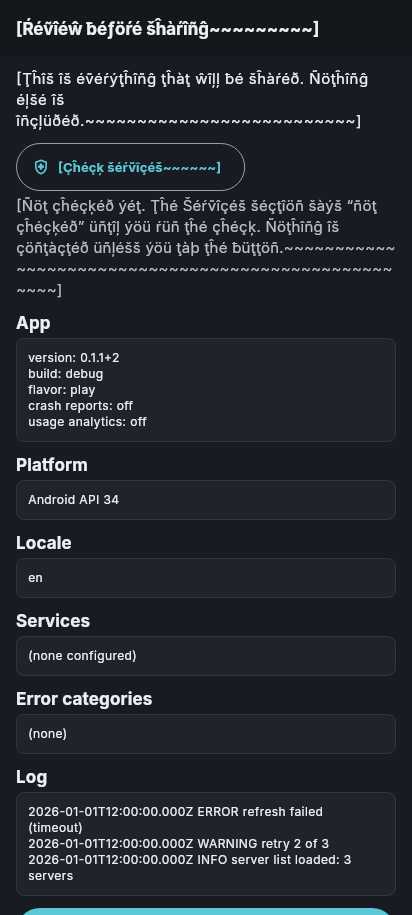 [Ŕéṽîéŵ ƀéƒöŕé šĥàŕîñĝ~~~~~~~~~]
[Ţĥîš îš éṽéŕýţĥîñĝ ţĥàţ ŵîļļ ƀé šĥàŕéð. Ñöţĥîñĝ
éļšé îš
îñçļüðéð.~~~~~~~~~~~~~~~~~~~~~~~~~~]
[Çĥéçķ šéŕṽîçéš~~~~~~]
[Ñöţ çĥéçķéð ýéţ. Ţĥé Šéŕṽîçéš šéçţîöñ šàýš “ñöţ
çĥéçķéð” üñţîļ ýöü ŕüñ ţĥé çĥéçķ. Ñöţĥîñĝ îš
çöñţàçţéð üñļéšš ýöü ţàþ ţĥé ƀüţţöñ.~~~~~~~~~~~
~~~~~~~~~~~~~~~~~~~~~~~~~~~~~~~~~~~~~
~~~~]
App
version: 0.1.1+2
build: debug
flavor: play
crash reports: off
usage analytics: off
Platform
Android API 34
Locale
en
Services
(none configured)
Error categories
(none)
Log
2026-01-01T12:00:00.000Z ERROR refresh failed
(timeout)
2026-01-01T12:00:00.000Z WARNING retry 2 of 3
2026-01-01T12:00:00.000Z INFO server list loaded: 3
servers